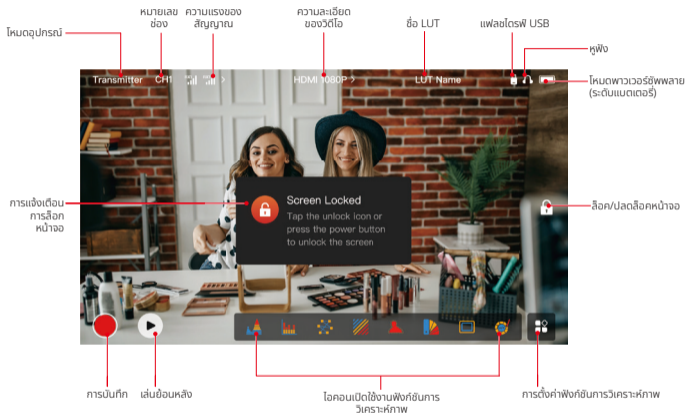 หมายเลข
ช่อง
ความแรงของ
สัญญาณ
ความละเอียด
ของวิดีโอ
ชื่อ LUT
แฟลชไดรฟ์ USB
โหมดอุปกรณ์
หูฟัง
โหมดพาวเวอร์ซัพพลาย
(ระดับแบตเตอรี่)
Transmitter
CH1
HDMI 1080P >
LUT Name
การแจ้งเตือน
การล็อก
หน้าจอ
Screen Locked
Tap the unlock icon or
press the power button
to unlock the screen
ล็อค/ปลดล็อคหน้าจอ
การบันทึก
เล่นย้อนหลัง
ไอคอนเปิดใช้งานฟังก์ชันการ
วิเคราะห์ภาพ
การตั้งค่าฟังก์ชันการวิเคราะห์ภาพ